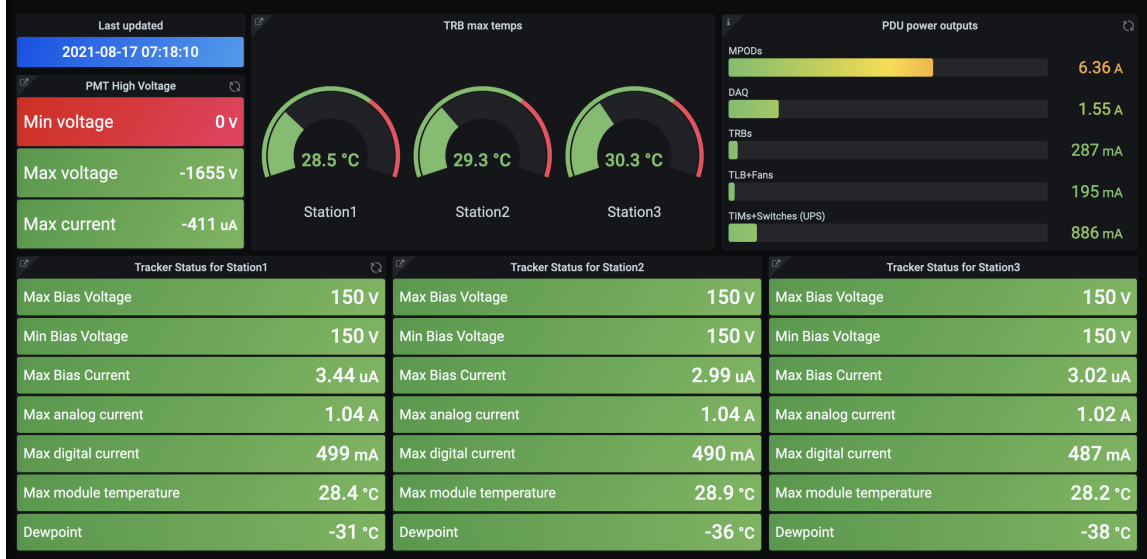 Last updated
2021-08-17 07:18:10
PMT High Voltage
Min voltage 0 V
Max voltage -1655 V
Max current -411 uA
TRB max temps
28.5 °C 29.3 °C 30.3 °C
Station1 Station2 Station3
PDU power outputs
MPODs
6.36 A
DAQ
1.55 A
TRBs
287 mA
TLB+Fans
195 mA
TIMs+Switches (UPS)
886 mA
Tracker Status for Station1
Max Bias Voltage 150 V
Min Bias Voltage 150 V
Max Bias Current 3.44 uA
Max analog current 1.04 A
Max digital current 499 mA
Max module temperature 28.4 °C
Dewpoint -31 °C
Tracker Status for Station2
Max Bias Voltage 150 V
Min Bias Voltage 150 V
Max Bias Current 2.99 uA
Max analog current 1.04 A
Max digital current 490 mA
Max module temperature 28.9 °C
Dewpoint -36 °C
Tracker Status for Station3
Max Bias Voltage 150 V
Min Bias Voltage 150 V
Max Bias Current 3.02 uA
Max analog current 1.02 A
Max digital current 487 mA
Max module temperature 28.2 °C
Dewpoint -38 °C